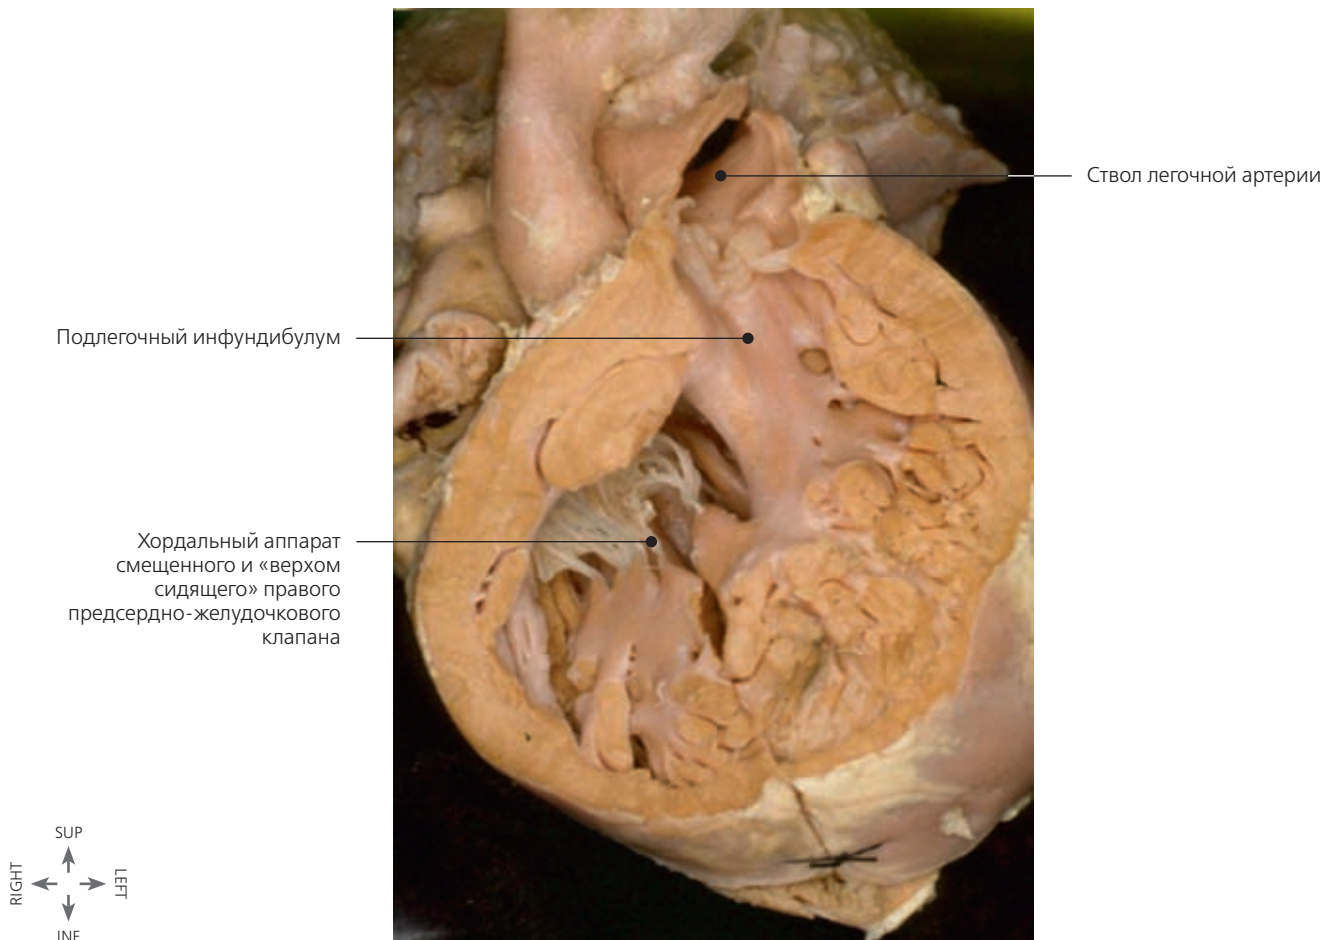 Ствол легочной артерии
Подлегочный инфундибулум
Хордальный аппарат
смещенного и «верхом
сидящего» правого
предсердно-желудочкового
клапана
SUP
RIGHT
LEFT
INF